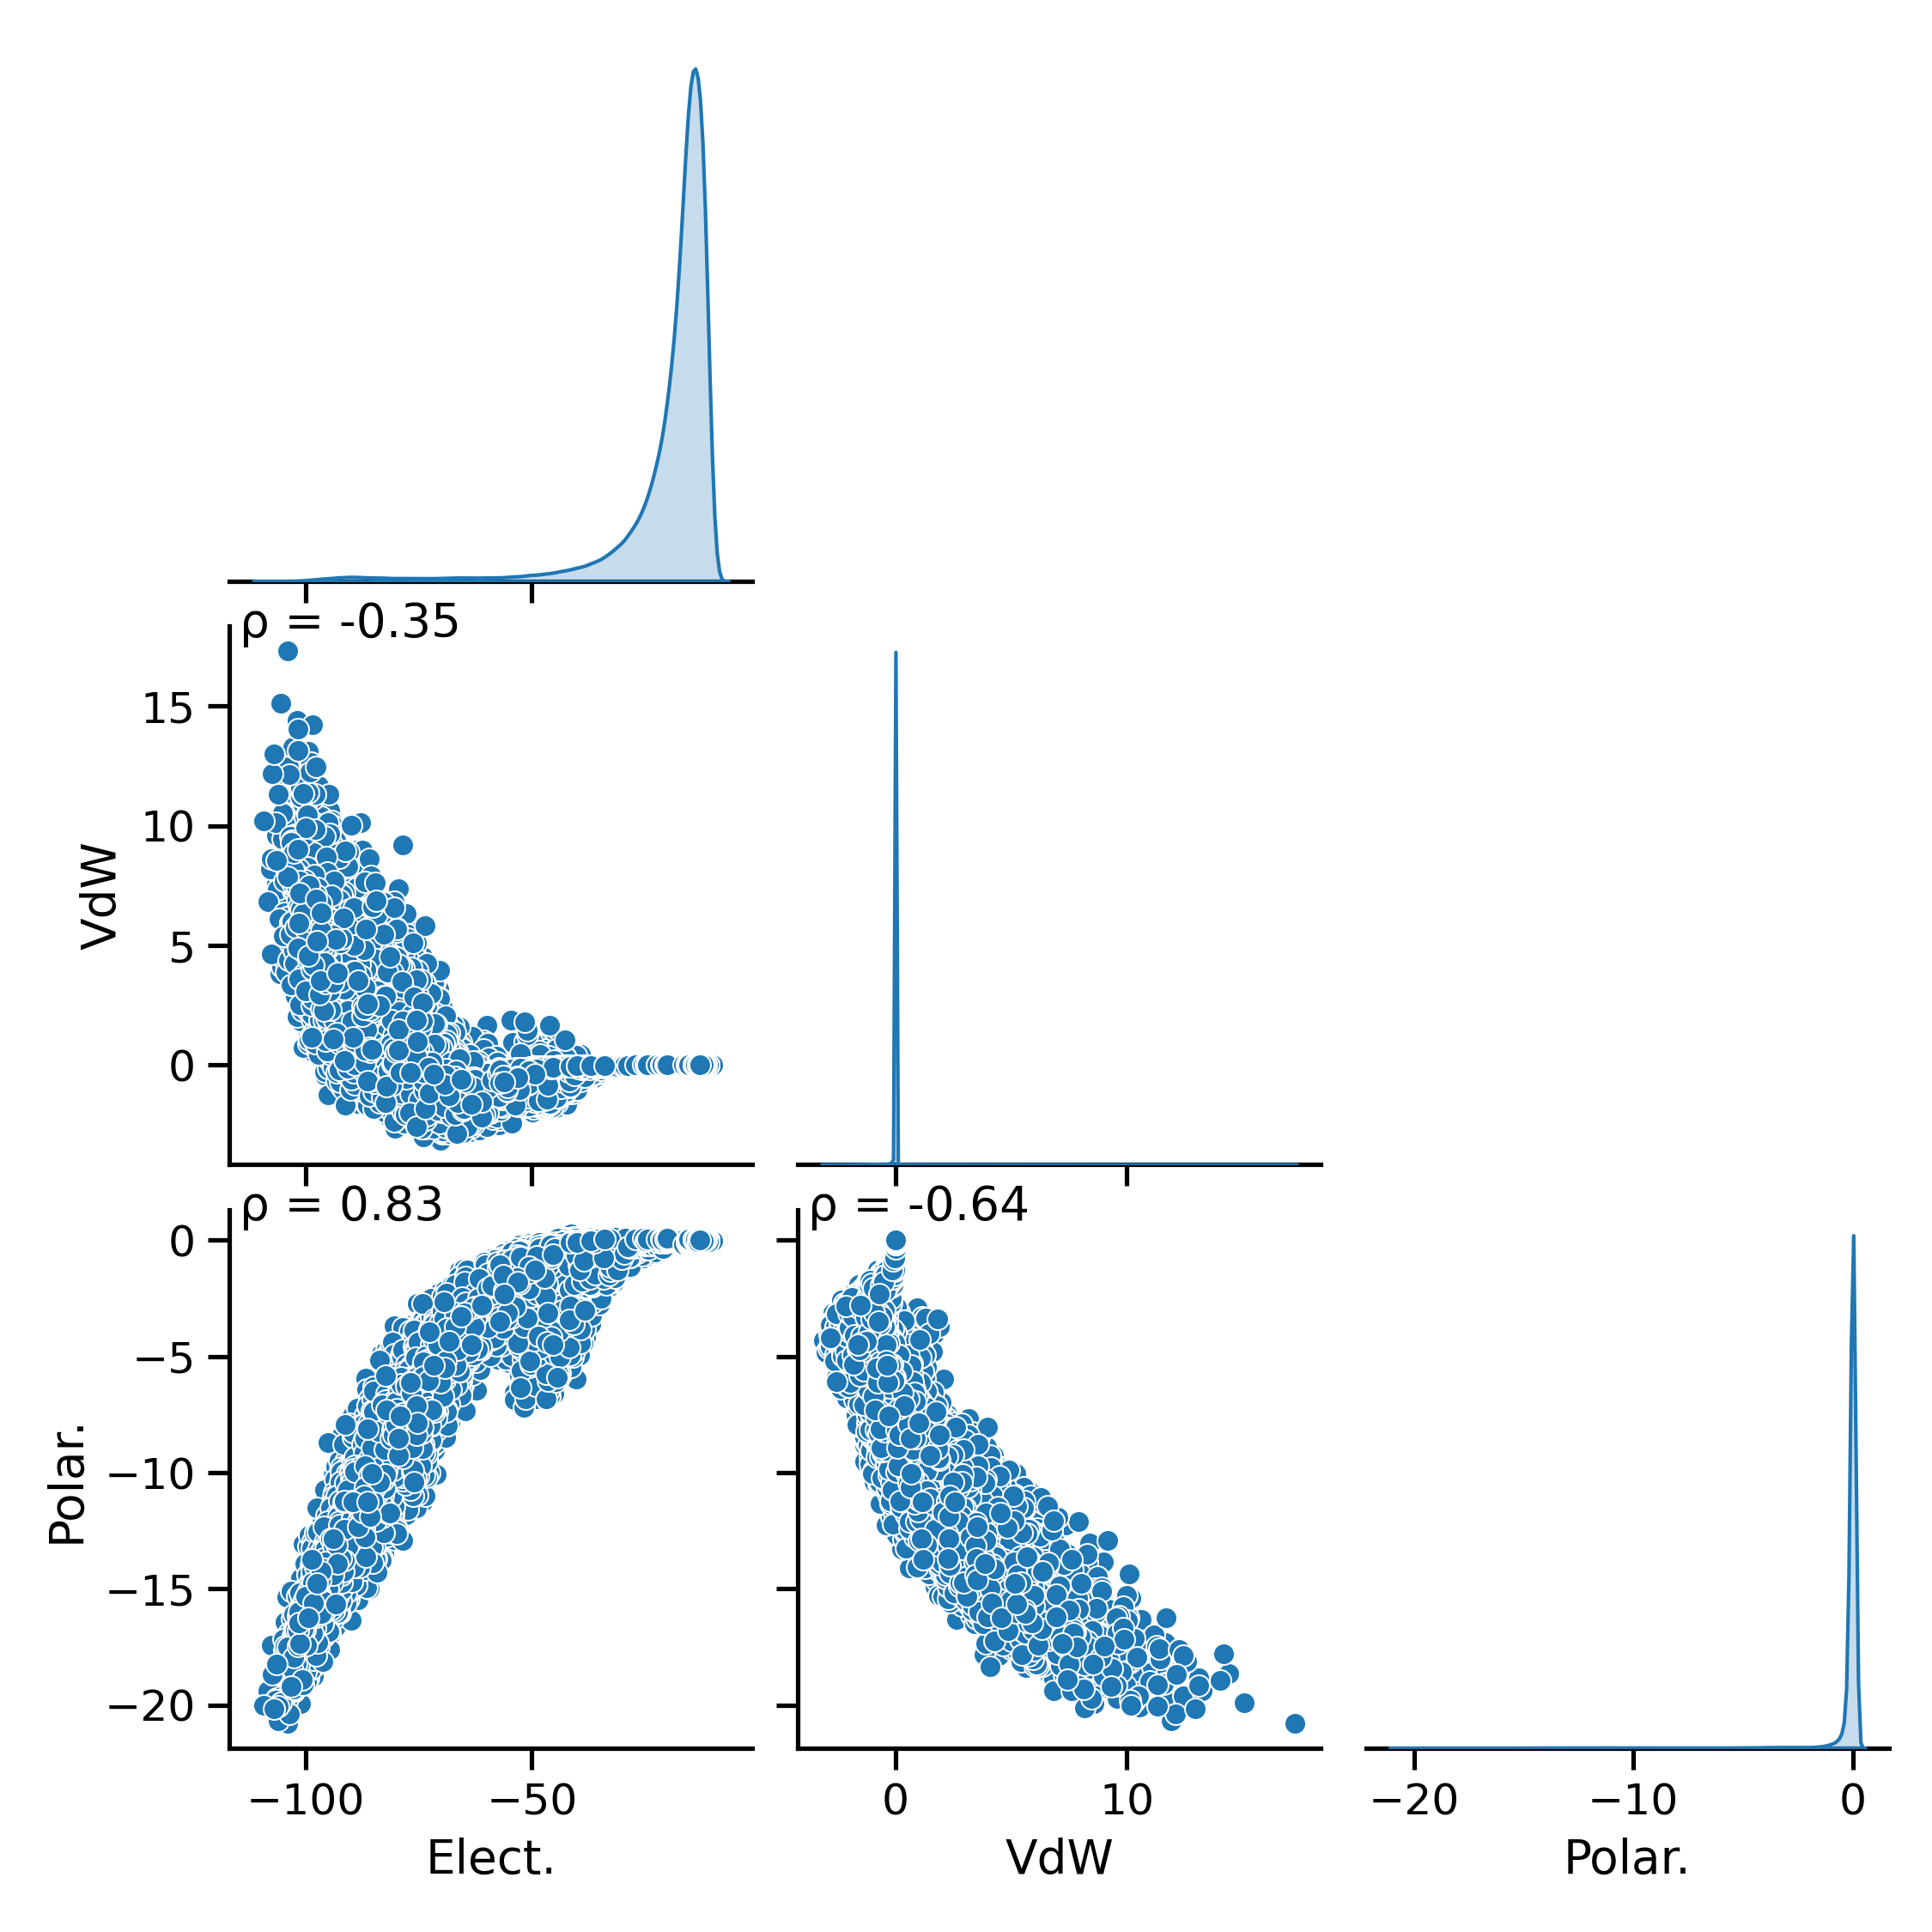 ρ = -0.35
15
10
5
0
VdW
ρ = 0.83
ρ = -0.64
0
−5
−10
−15
−20
Polar.
−100 −50 0 10 −20 −10 0
Elect. VdW Polar.